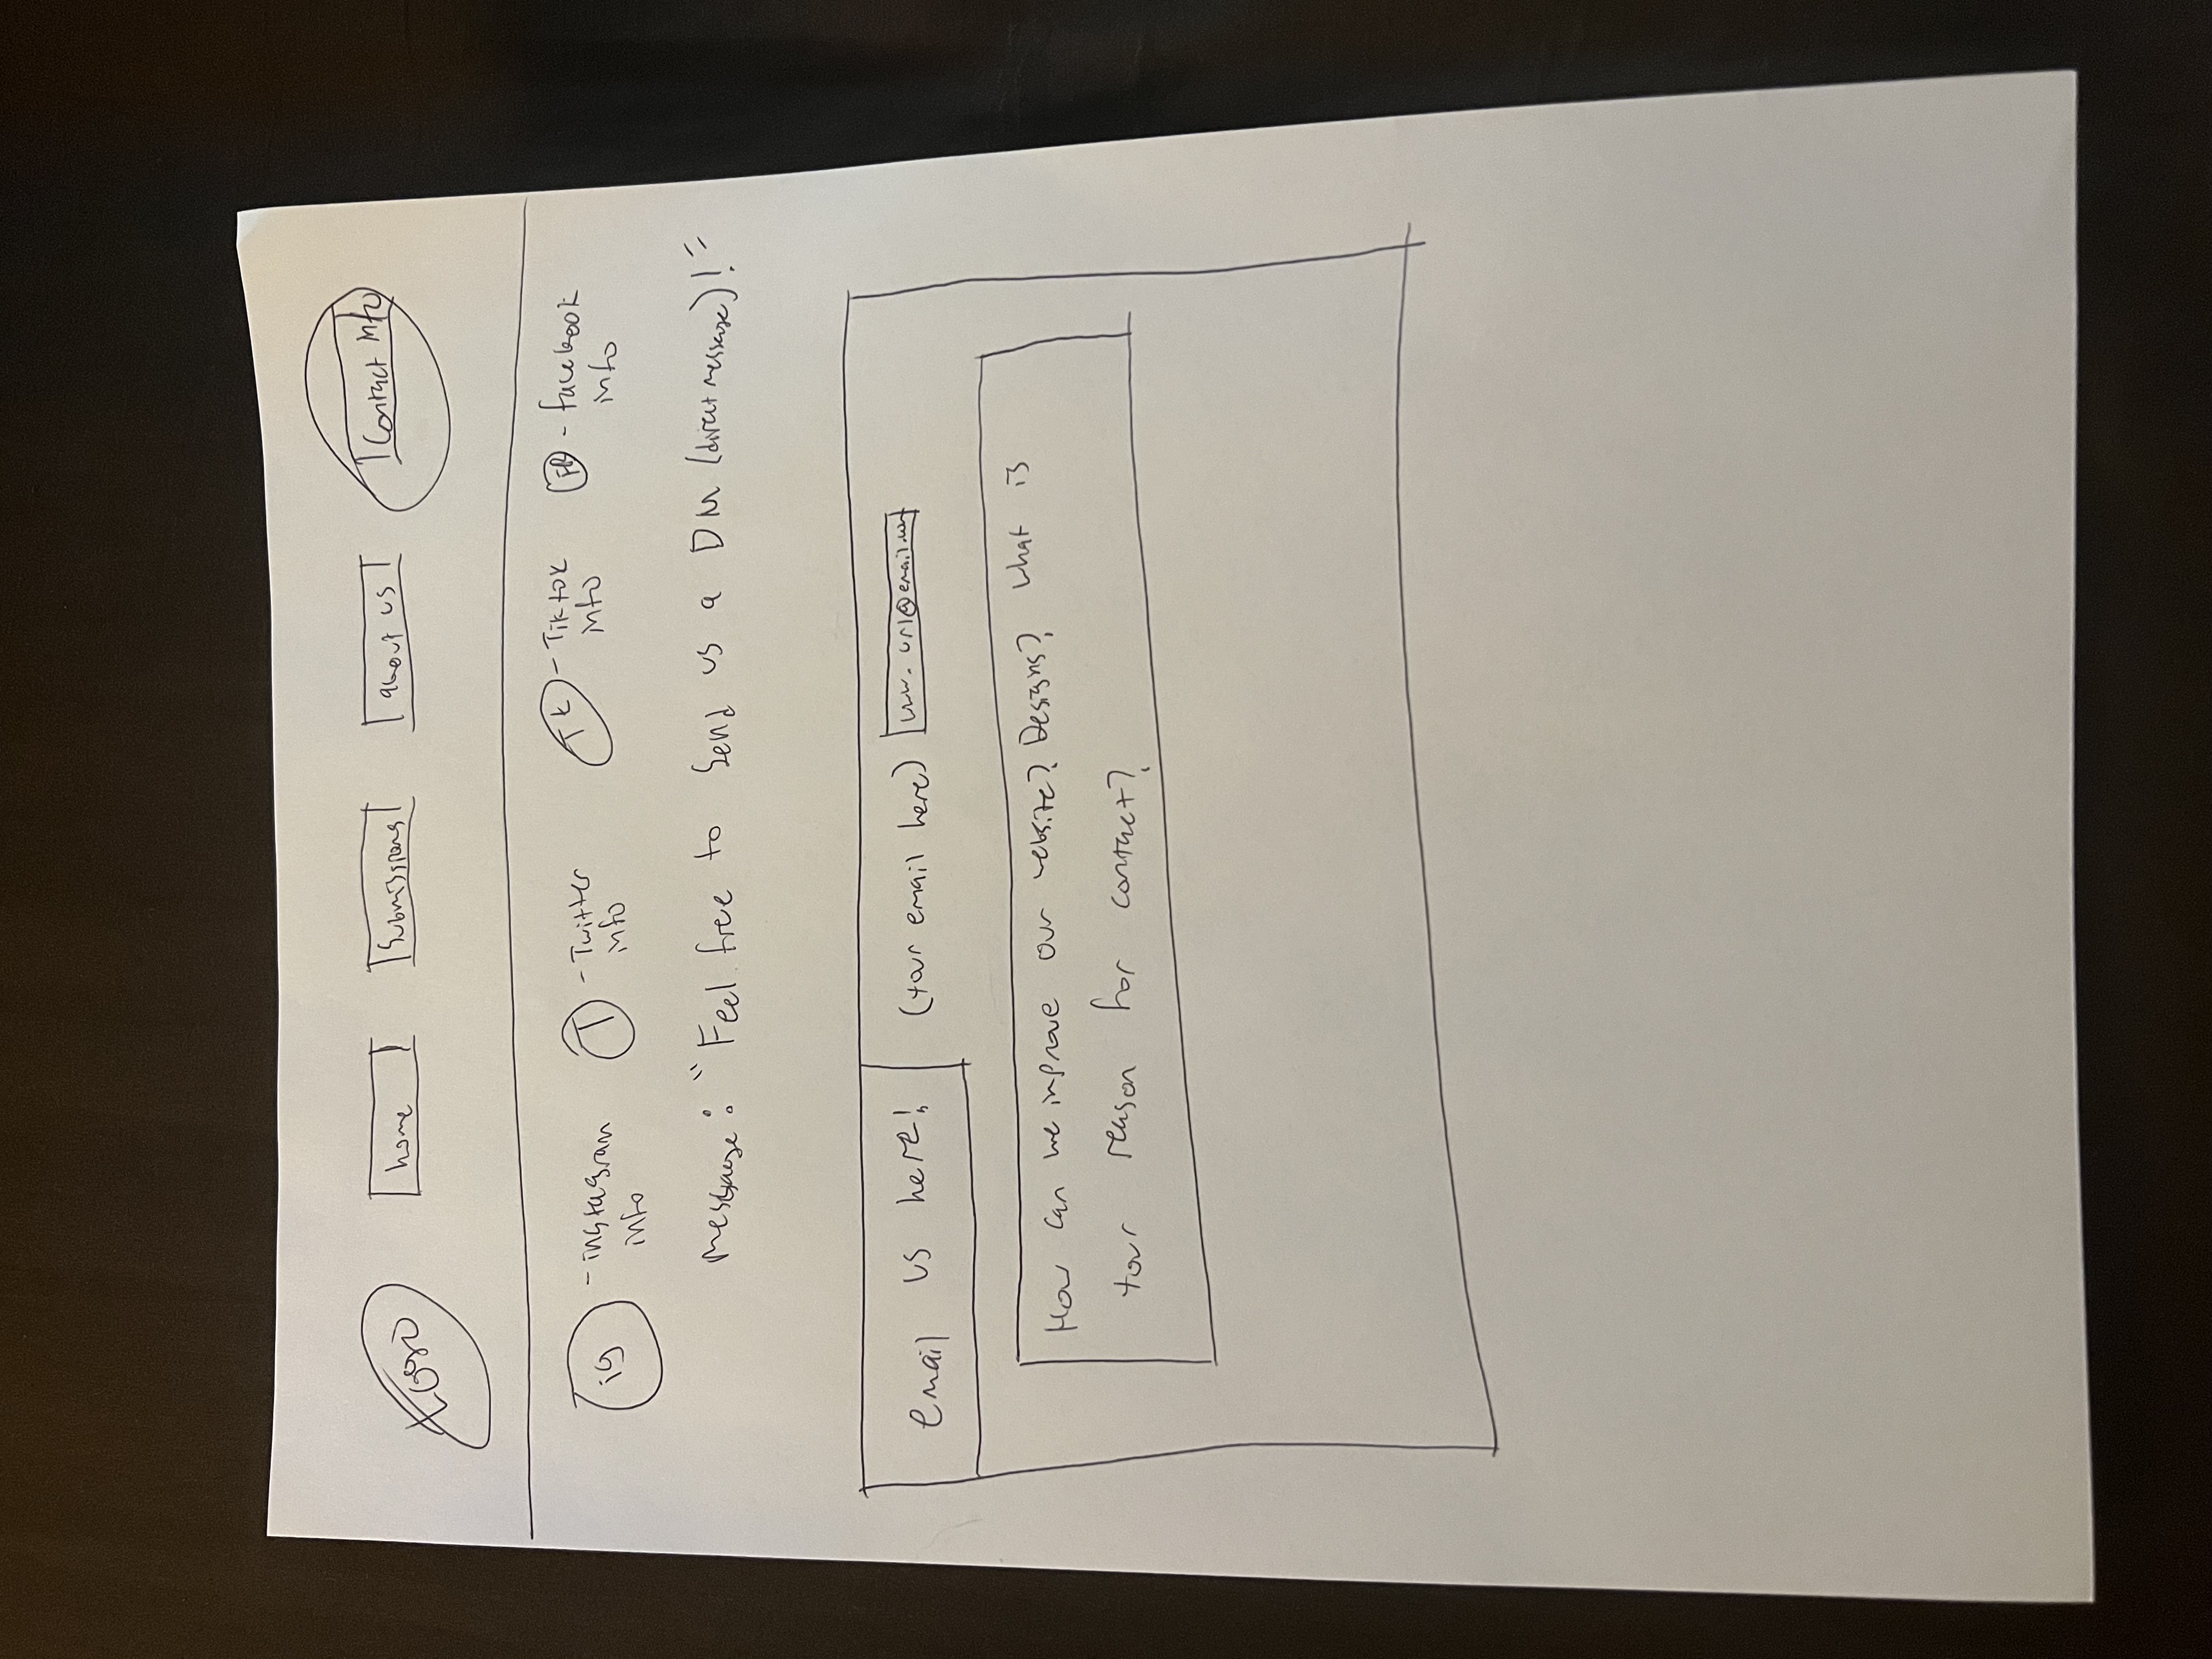 Logo
home
Submissions
about us
Contact Info
ig - instagram
info
T - Twitter
info
TK - Tiktok
info
FB - facebook
info
Message: "Feel free to Send us a DM (direct message)!"
email us here!
(your email here) www.url@email.com
How can we improve our website? Designs? What is
your reason for contact?